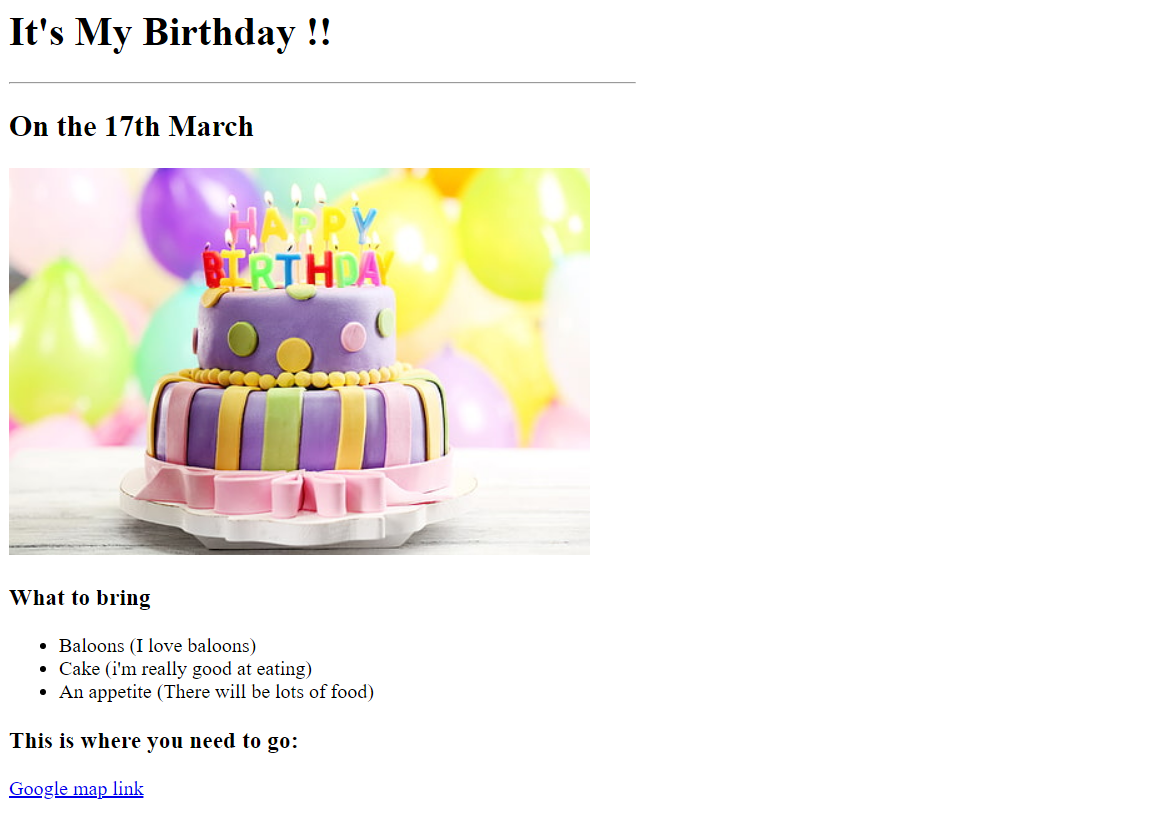 It's My Birthday !!
On the 17th March
HAPPY
BIRTHDAY
What to bring
Baloons (I love baloons)
Cake (i'm really good at eating)
An appetite (There will be lots of food)
This is where you need to go:
Google map link